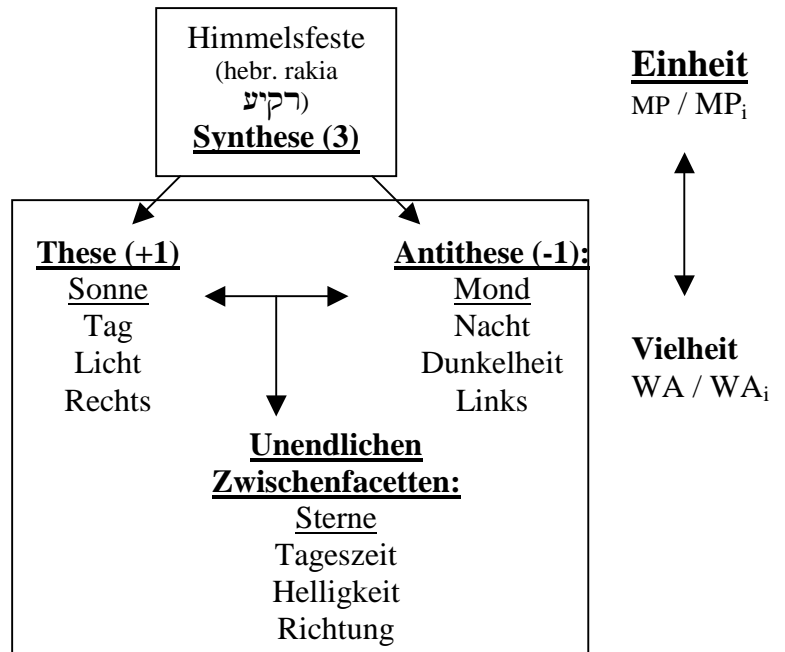 Himmelsfeste
(hebr. rakia
רקיע)
Synthese (3)
Einheit
MP / MPi
These (+1)
Sonne
Tag
Licht
Rechts
Antithese (-1):
Mond
Nacht
Dunkelheit
Links
Vielheit
WA / WAi
Unendlichen
Zwischenfacetten:
Sterne
Tageszeit
Helligkeit
Richtung